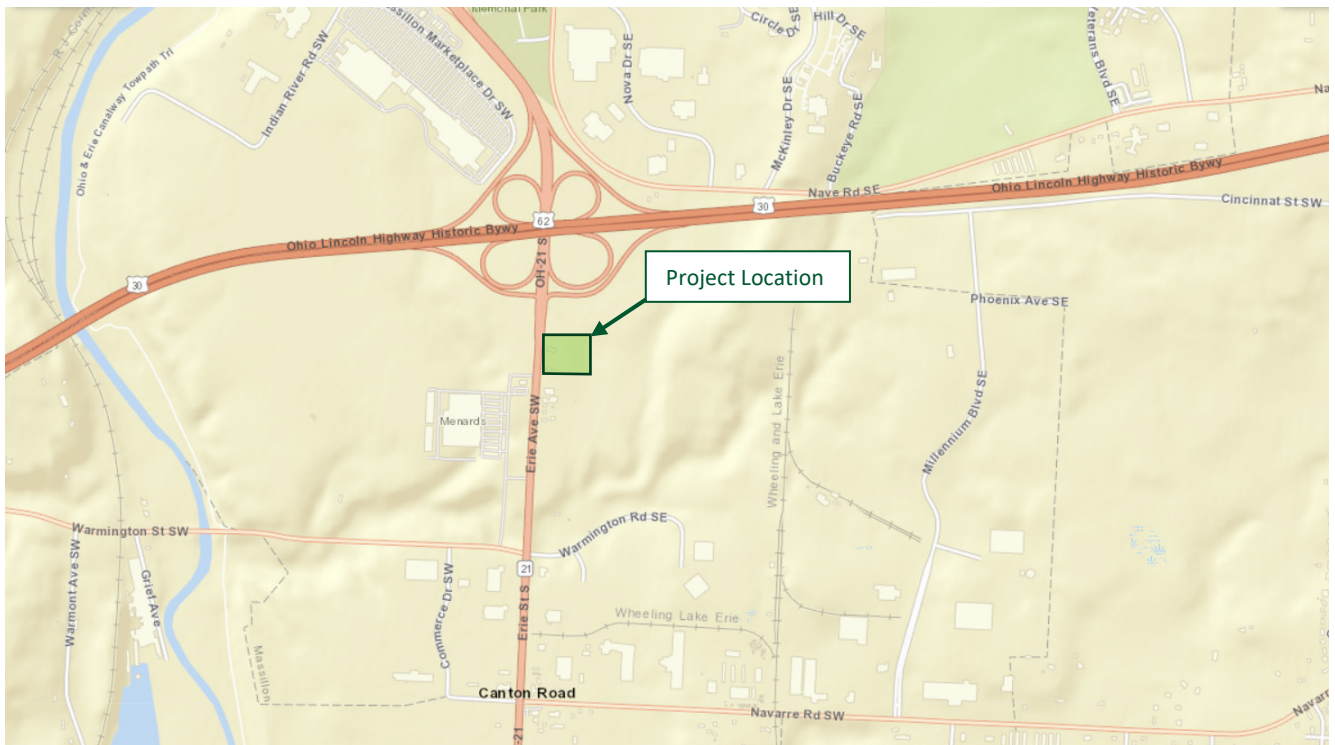 Memorial Park
Massillon Marketplace Dr SW
Indian River Rd SW
Ohio & Erie Canalway Towpath Trl
Circle Dr SE
Hill Dr SE
Nova Dr SE
McKinley Dr SE
Buckeye Rd SE
Veterans Blvd SE
Nave Rd SE
Ohio Lincoln Highway Historic Bywy
Cincinnat St SW
30
62
Ohio Lincoln Highway Historic Bywy
30
OH-21 S
Project Location
Phoenix Ave SE
Wheeling and Lake Erie
Millennium Blvd SE
Menards
Erie Ave SW
Warmington St SW
Warmington Rd SE
21
Warmont Ave SW
Grief Ave
Commerce Dr SW
Erie St S
Wheeling Lake Erie
Massillon
Canton Road
Navarre Rd SW
Navarre
-21